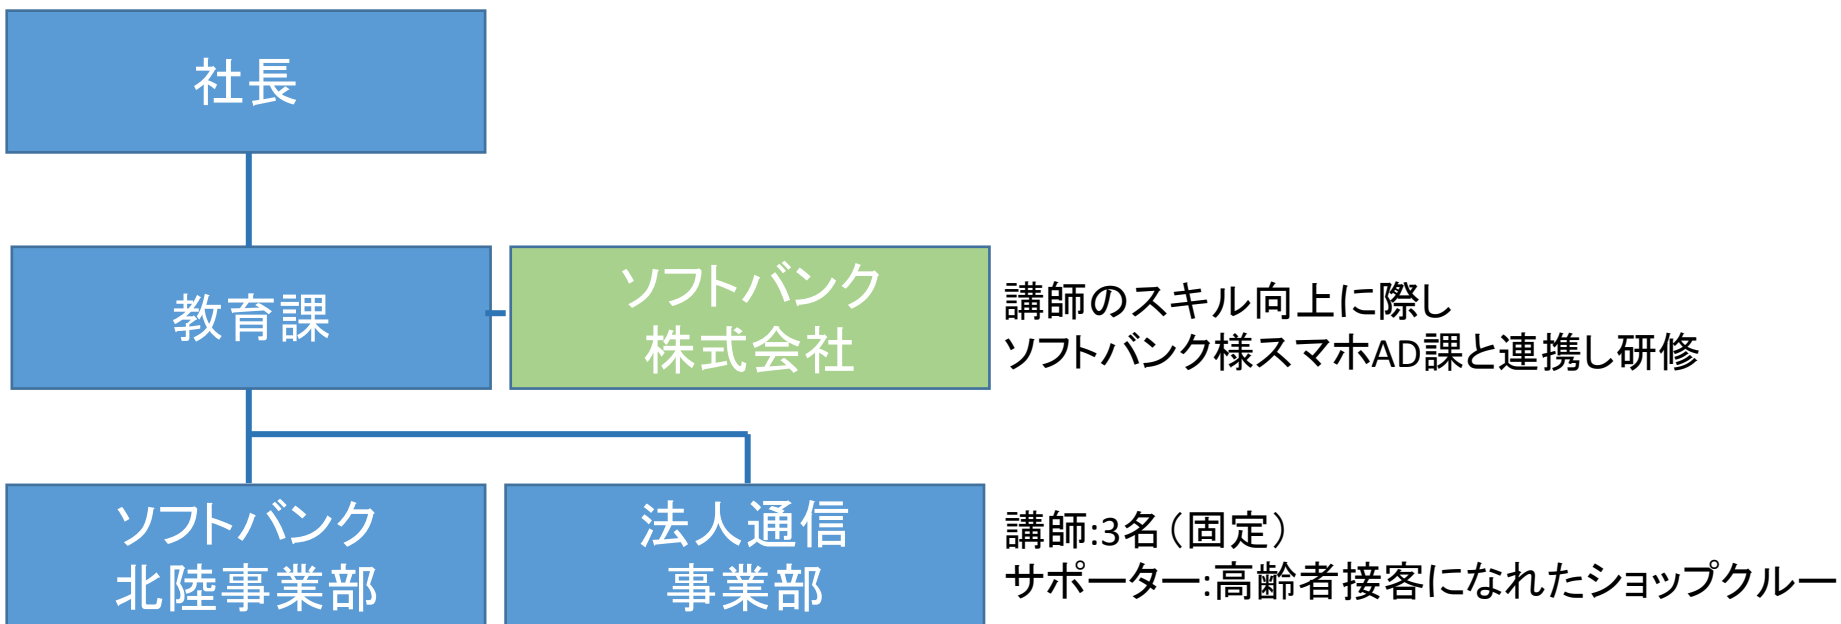 社長
教育課
ソフトバンク
株式会社
講師のスキル向上に際し
ソフトバンク様スマホAD課と連携し研修
ソフトバンク
北陸事業部
法人通信
事業部
講師:3名（固定）
サポーター:高齢者接客になれたショップクルー